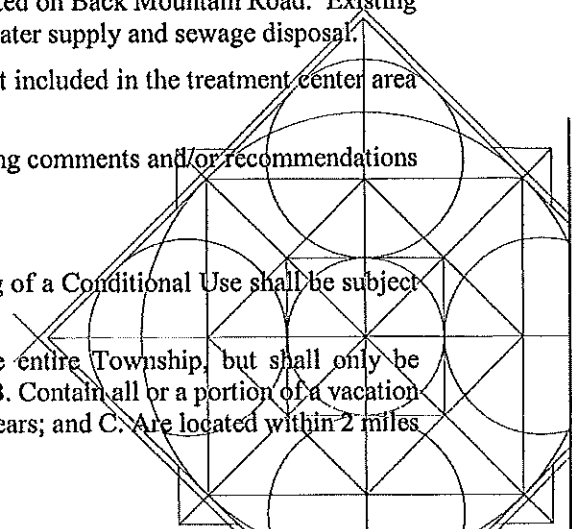 ted on Back Mountain Road. Existing
ater supply and sewage disposal.
t included in the treatment center area
ng comments and/or recommendations
g of a Conditional Use shall be subject
e entire Township, but shall only be
B. Contain all or a portion of a vacation
ears; and C. Are located within 2 miles